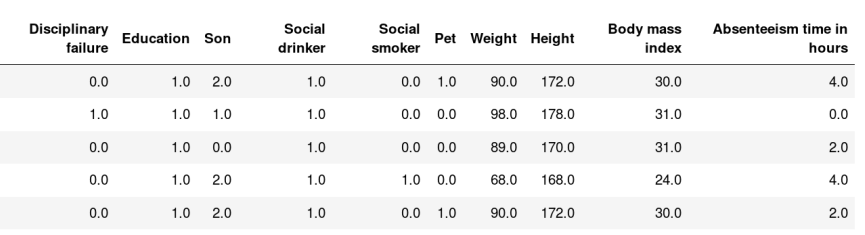 Disciplinary failure Education Son Social drinker Social smoker Pet Weight Height Body mass index Absenteeism time in hours
0.0 1.0 2.0 1.0 0.0 1.0 90.0 172.0 30.0 4.0
1.0 1.0 1.0 1.0 0.0 0.0 98.0 178.0 31.0 0.0
0.0 1.0 0.0 1.0 0.0 0.0 89.0 170.0 31.0 2.0
0.0 1.0 2.0 1.0 1.0 0.0 68.0 168.0 24.0 4.0
0.0 1.0 2.0 1.0 0.0 1.0 90.0 172.0 30.0 2.0